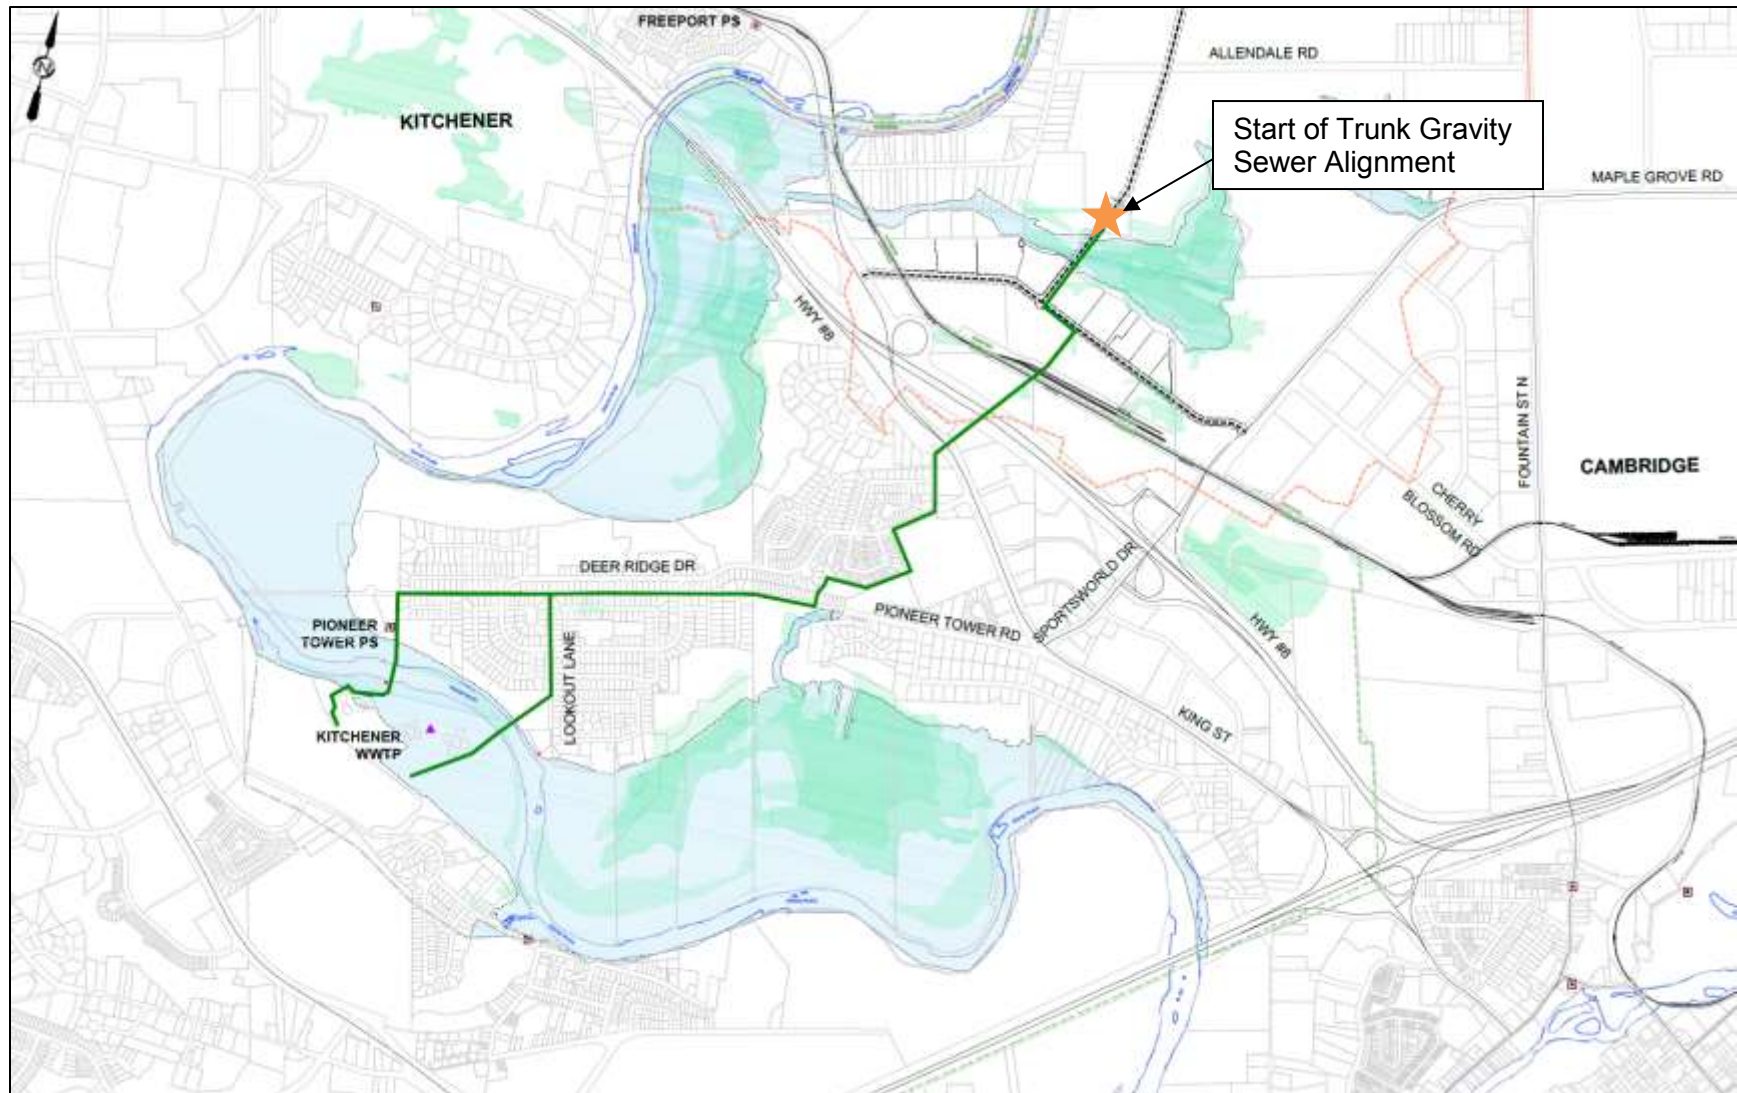 FREEPORT PS
ALLENDALE RD
N
KITCHENER
Start of Trunk Gravity
Sewer Alignment
MAPLE GROVE RD
HWY #8
FOUNTAIN ST N
CAMBRIDGE
CHERRY
BLOSSOM RD
DEER RIDGE DR
SPORTSWORLD DR
PIONEER TOWER RD
PIONEER
TOWER PS
HWY #8
LOOKOUT LANE
KING ST
KITCHENER
WWTP